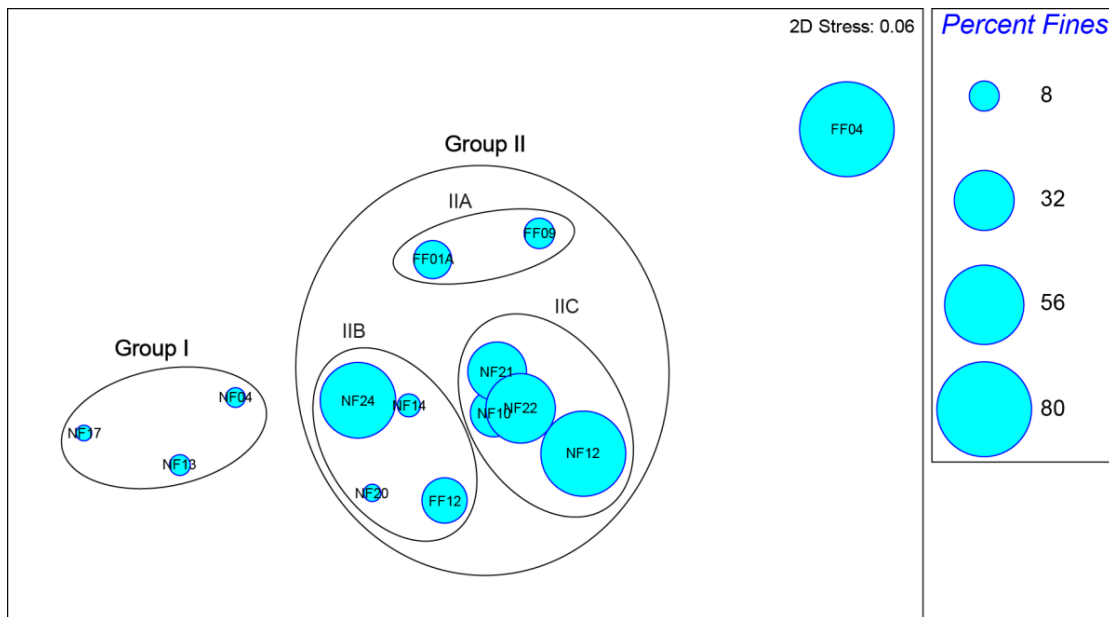 2D Stress: 0.06
Percent Fines
8
32
56
80
FF04
Group II
IIA
FF09
FF01A
IIB
IIC
Group I
NF21
NF24
NF14
NF10
NF22
NF04
NF17
NF12
NF13
NF20
FF12